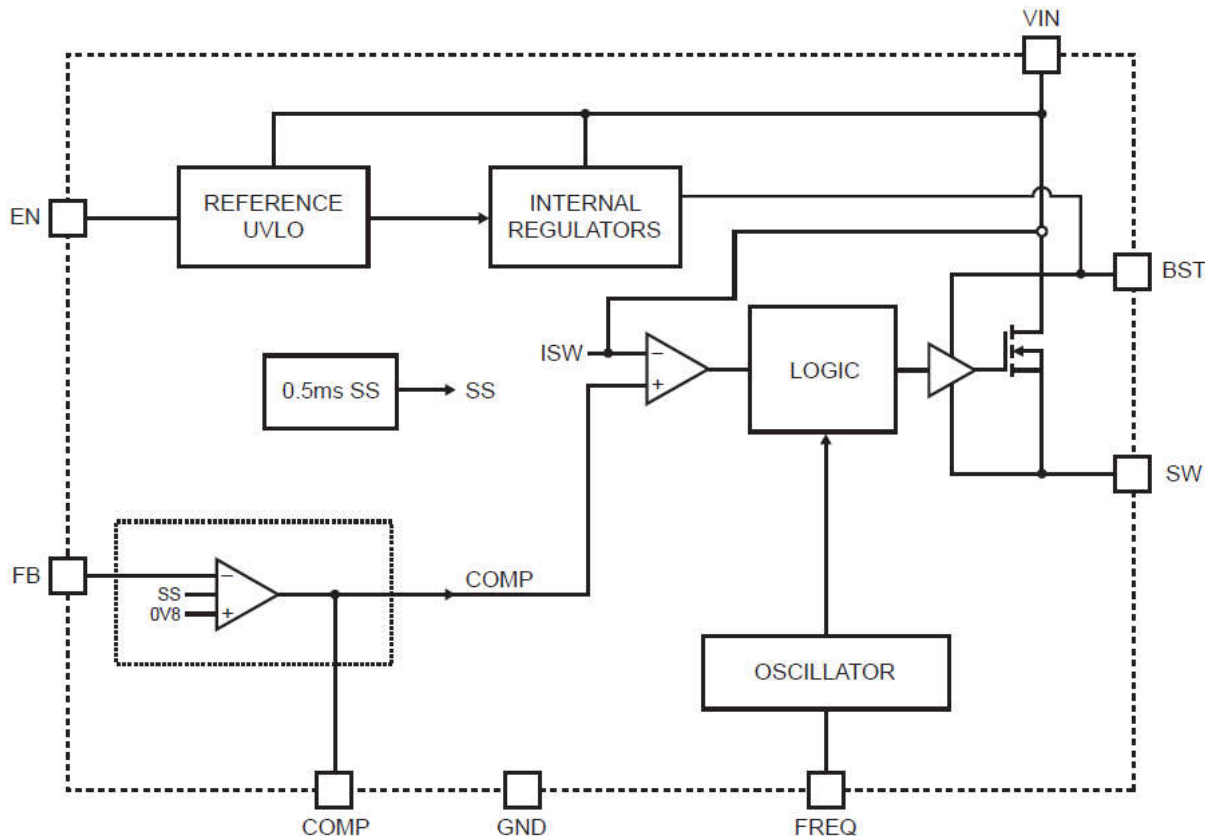 VIN
REFERENCE
UVLO
INTERNAL
REGULATORS
EN
BST
ISW
−
+
LOGIC
0.5ms SS
SS
SW
FB
−
SS
0V8
+
COMP
OSCILLATOR
COMP
GND
FREQ